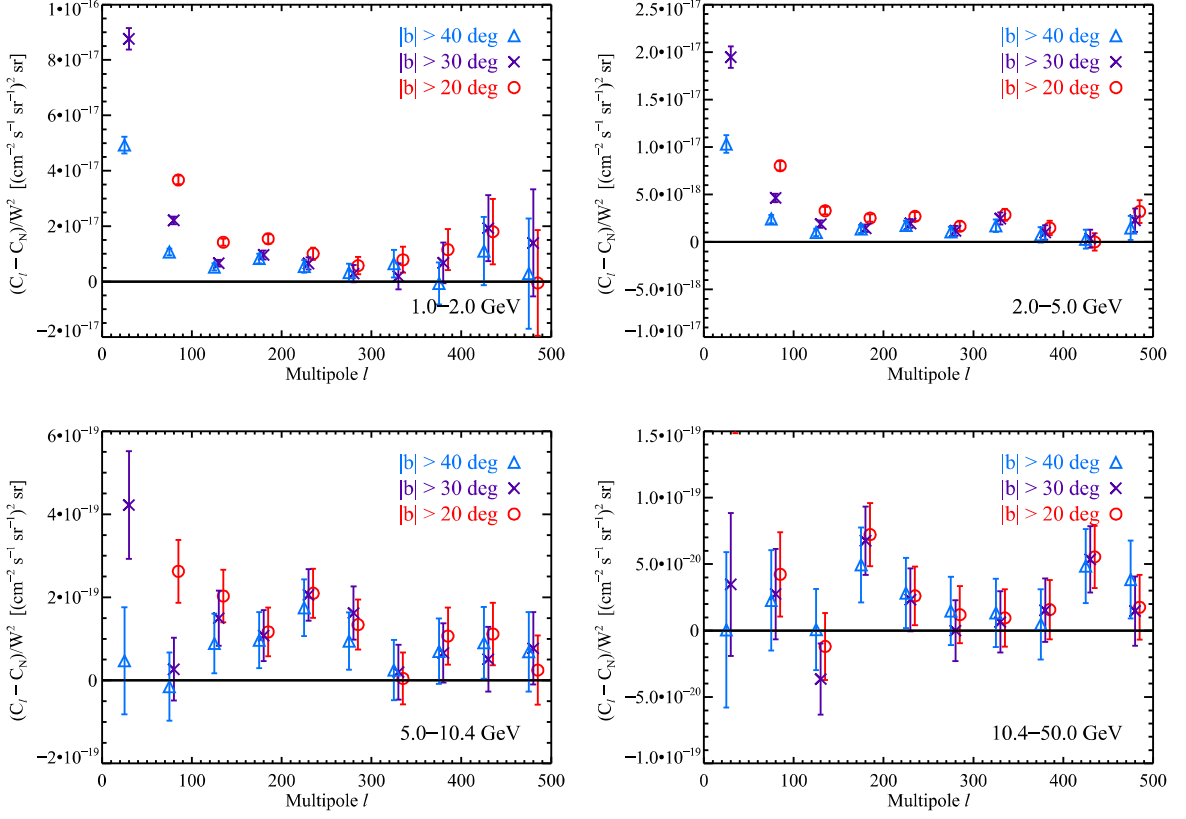 1•10⁻¹⁶
8•10⁻¹⁷
6•10⁻¹⁷
4•10⁻¹⁷
2•10⁻¹⁷
0
−2•10⁻¹⁷
(C_l − C_N)/W² [(cm⁻² s⁻¹ sr⁻¹)² sr]
|b| > 40 deg
|b| > 30 deg
|b| > 20 deg
1.0−2.0 GeV
0 100 200 300 400 500
Multipole l
2.5•10⁻¹⁷
2.0•10⁻¹⁷
1.5•10⁻¹⁷
1.0•10⁻¹⁷
5.0•10⁻¹⁸
0
−5.0•10⁻¹⁸
−1.0•10⁻¹⁷
(C_l − C_N)/W² [(cm⁻² s⁻¹ sr⁻¹)² sr]
|b| > 40 deg
|b| > 30 deg
|b| > 20 deg
2.0−5.0 GeV
0 100 200 300 400 500
Multipole l
6•10⁻¹⁹
4•10⁻¹⁹
2•10⁻¹⁹
0
−2•10⁻¹⁹
(C_l − C_N)/W² [(cm⁻² s⁻¹ sr⁻¹)² sr]
|b| > 40 deg
|b| > 30 deg
|b| > 20 deg
5.0−10.4 GeV
0 100 200 300 400 500
Multipole l
1.5•10⁻¹⁹
1.0•10⁻¹⁹
5.0•10⁻²⁰
0
−5.0•10⁻²⁰
−1.0•10⁻¹⁹
(C_l − C_N)/W² [(cm⁻² s⁻¹ sr⁻¹)² sr]
|b| > 40 deg
|b| > 30 deg
|b| > 20 deg
10.4−50.0 GeV
0 100 200 300 400 500
Multipole l